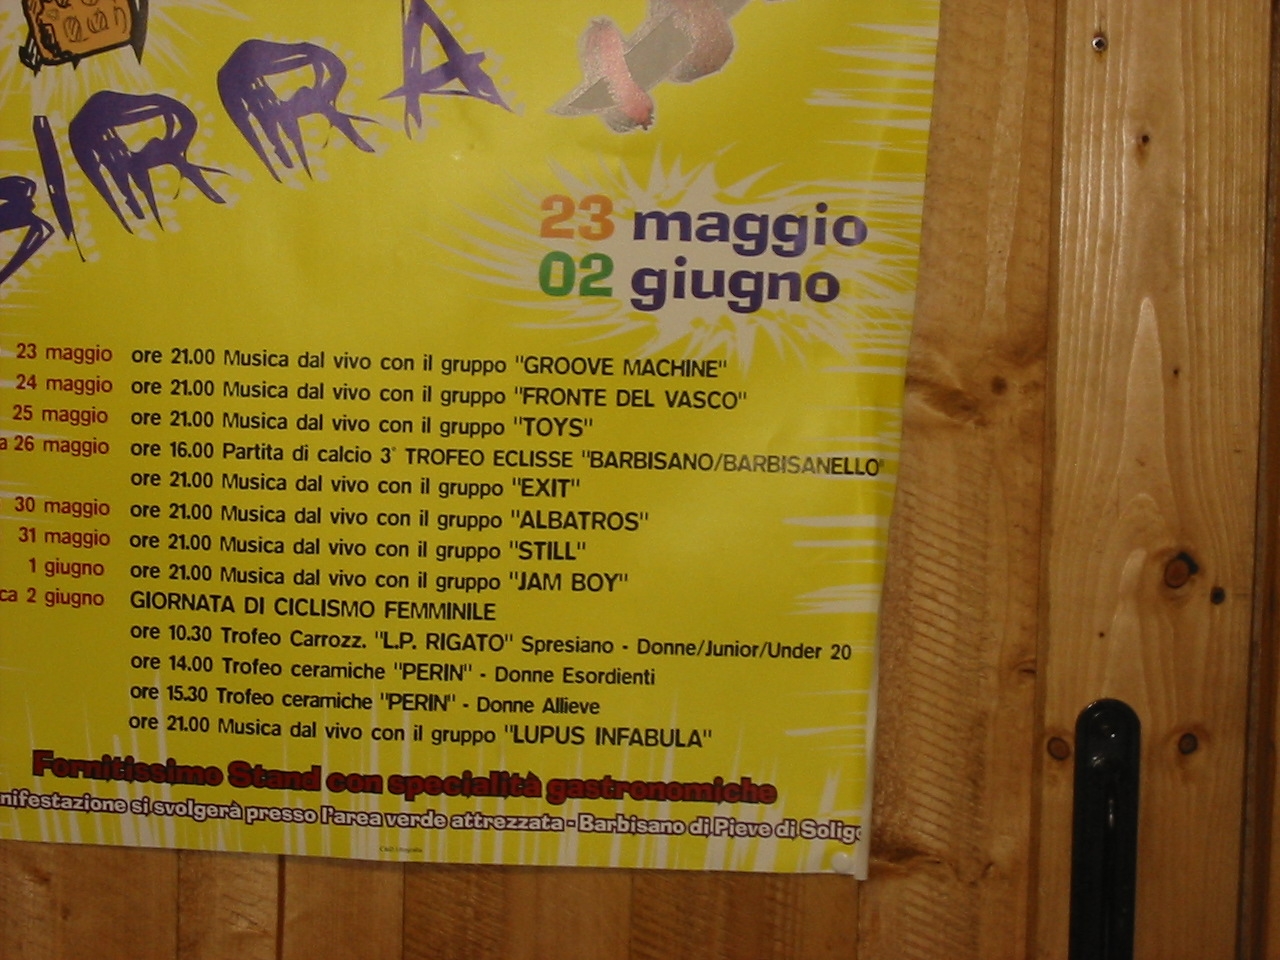 BIRRA
23 maggio
02 giugno
23 maggio ore 21.00 Musica dal vivo con il gruppo "GROOVE MACHINE"
24 maggio ore 21.00 Musica dal vivo con il gruppo "FRONTE DEL VASCO"
25 maggio ore 21.00 Musica dal vivo con il gruppo "TOYS"
a 26 maggio ore 16.00 Partita di calcio 3° TROFEO ECLISSE "BARBISANO/BARBISANELLO"
ore 21.00 Musica dal vivo con il gruppo "EXIT"
30 maggio ore 21.00 Musica dal vivo con il gruppo "ALBATROS"
31 maggio ore 21.00 Musica dal vivo con il gruppo "STILL"
1 giugno ore 21.00 Musica dal vivo con il gruppo "JAM BOY"
ca 2 giugno GIORNATA DI CICLISMO FEMMINILE
ore 10.30 Trofeo Carrozz. "L.P. RIGATO" Spresiano - Donne/Junior/Under 20
ore 14.00 Trofeo ceramiche "PERIN" - Donne Esordienti
ore 15.30 Trofeo ceramiche "PERIN" - Donne Allieve
ore 21.00 Musica dal vivo con il gruppo "LUPUS INFABULA"
Fornitissimo Stand con specialità gastronomiche
nifestazione si svolgerà presso l'area verde attrezzata - Barbisano di Pieve di Solig